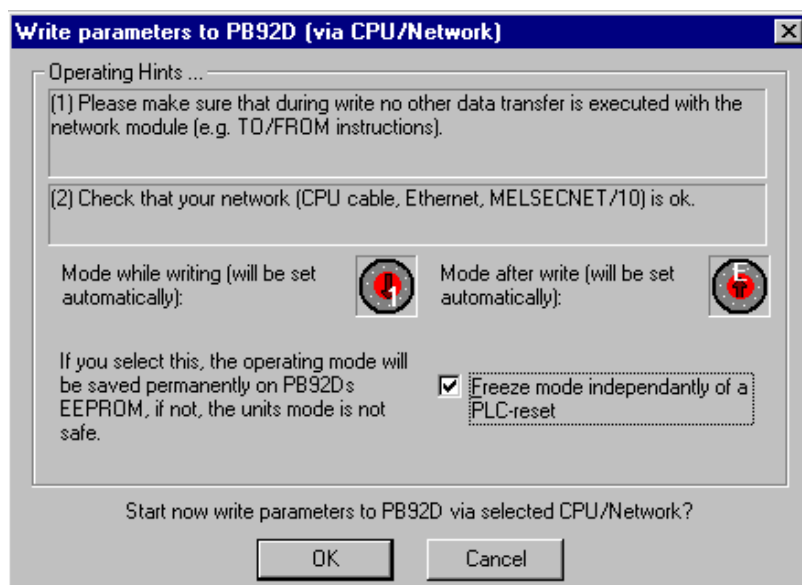 Write parameters to PB92D (via CPU/Network)
Operating Hints ...
(1) Please make sure that during write no other data transfer is executed with the
network module (e.g. TO/FROM instructions).
(2) Check that your network (CPU cable, Ethernet, MELSECNET/10) is ok.
Mode while writing (will be set
automatically):
1
Mode after write (will be set
automatically):
E
If you select this, the operating mode will
be saved permanently on PB92Ds
EEPROM, if not, the units mode is not
safe.
Freeze mode independantly of a
PLC-reset
Start now write parameters to PB92D via selected CPU/Network?
OK
Cancel